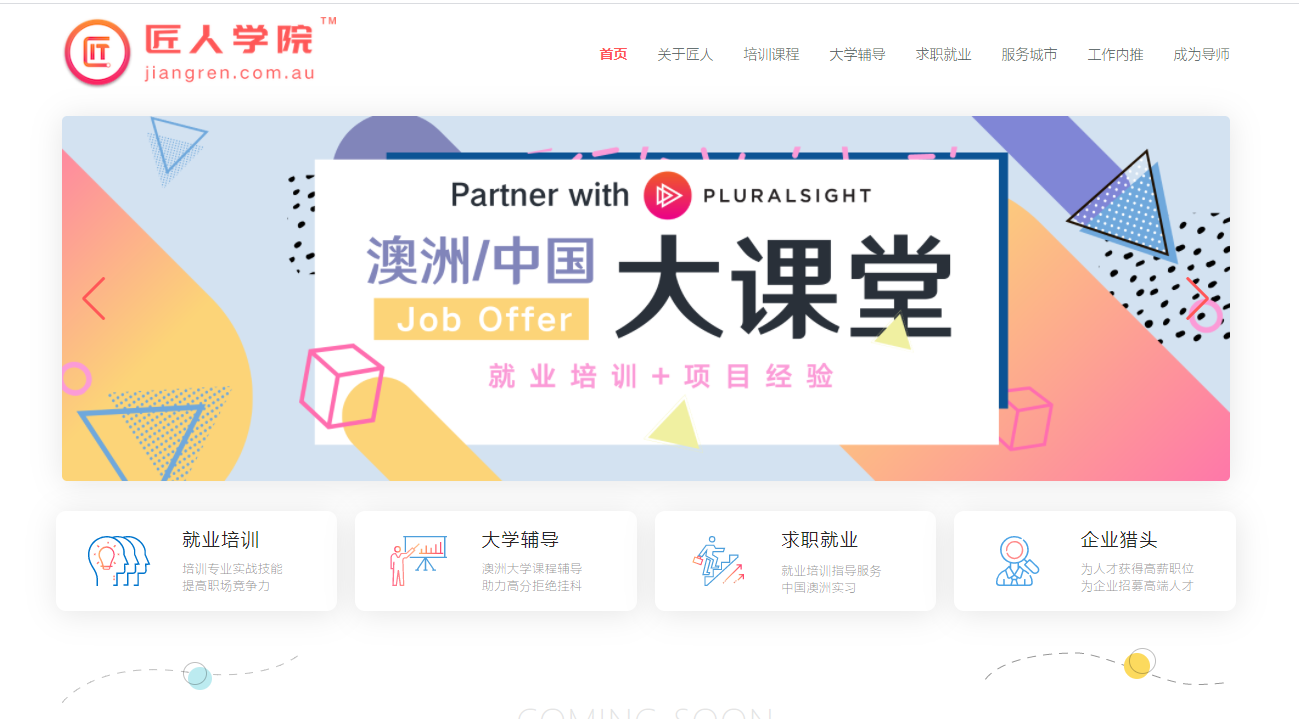 IT
匠人学院 TM
jiangren.com.au
首页 关于匠人 培训课程 大学辅导 求职就业 服务城市 工作内推 成为导师
Partner with PLURALSIGHT
澳洲/中国
Job Offer
大课堂
就业培训+项目经验
就业培训
培训专业实战技能
提高职场竞争力
大学辅导
澳洲大学课程辅导
助力高分拒绝挂科
求职就业
就业培训指导服务
中国澳洲实习
企业猎头
为人才获得高薪职位
为企业招募高端人才
COMING SOON